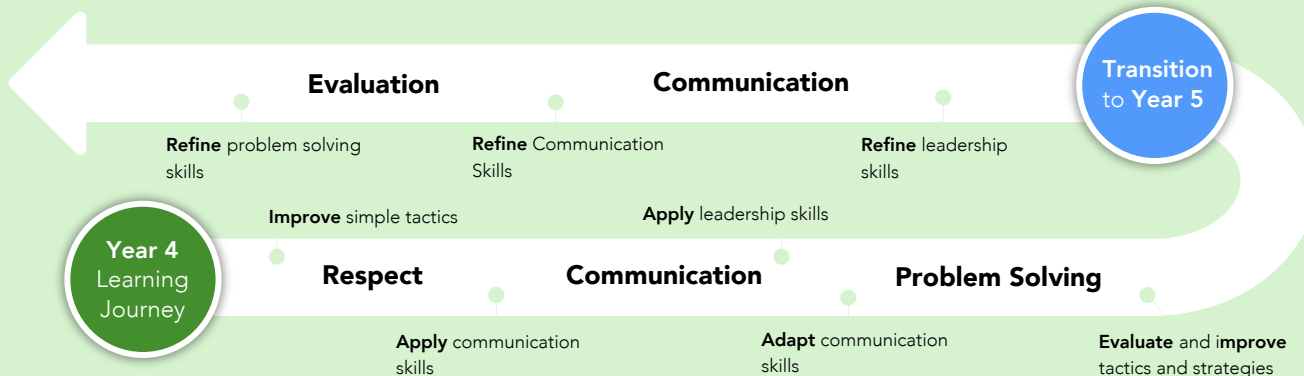 Evaluation
Communication
Transition
to Year 5
Refine problem solving
skills
Refine Communication
Skills
Refine leadership
skills
Improve simple tactics
Apply leadership skills
Year 4
Learning
Journey
Respect
Communication
Problem Solving
Apply communication
skills
Adapt communication
skills
Evaluate and improve
tactics and strategies